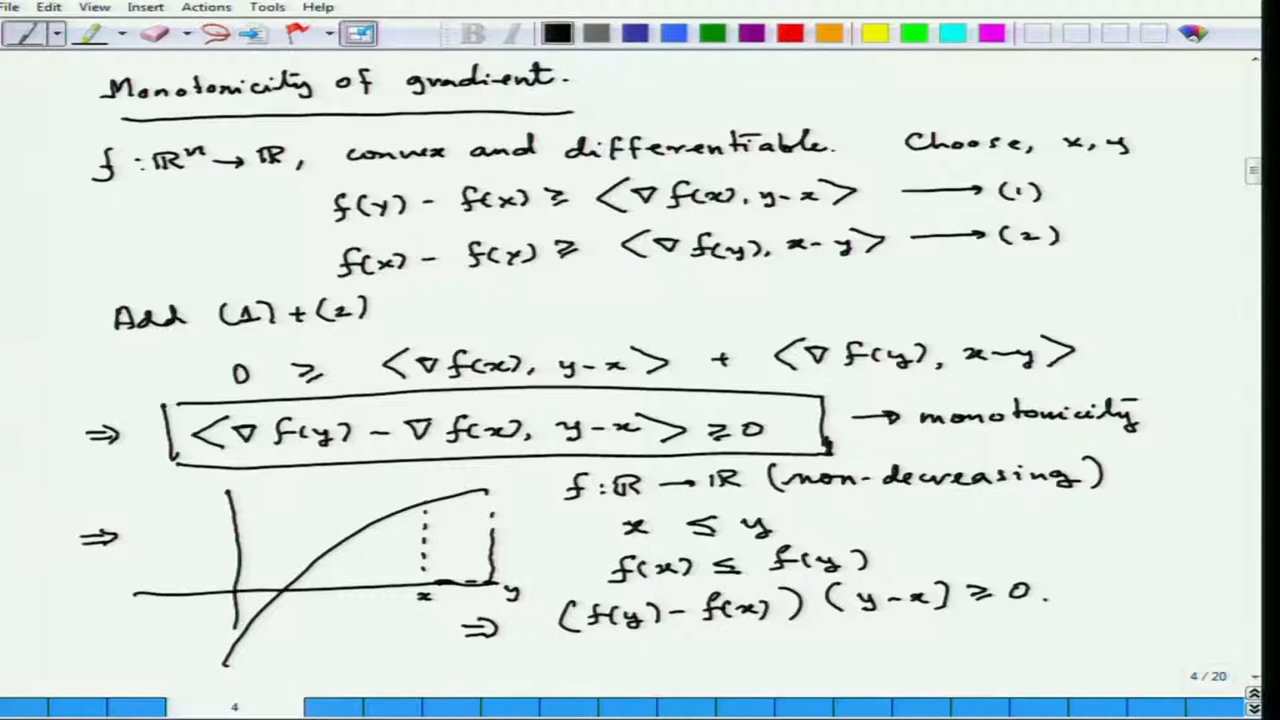 File Edit View Insert Actions Tools Help
Monotonicity of gradient.
f : ℝⁿ → ℝ, convex and differentiable. Choose, x, y
f(y) - f(x) ≥ ⟨∇ f(x), y-x⟩ → (1)
f(x) - f(y) ≥ ⟨∇ f(y), x-y⟩ → (2)
Add (1) + (2)
0 ≥ ⟨∇ f(x), y-x⟩ + ⟨∇ f(y), x-y⟩
⇒ ⟨∇ f(y) - ∇ f(x), y-x⟩ ≥ 0 → monotonicity
f : ℝ → ℝ (non-decreasing)
⇒ x ≤ y
f(x) ≤ f(y)
x y
⇒ (f(y) - f(x)) (y-x] ≥ 0.
4 / 20
4